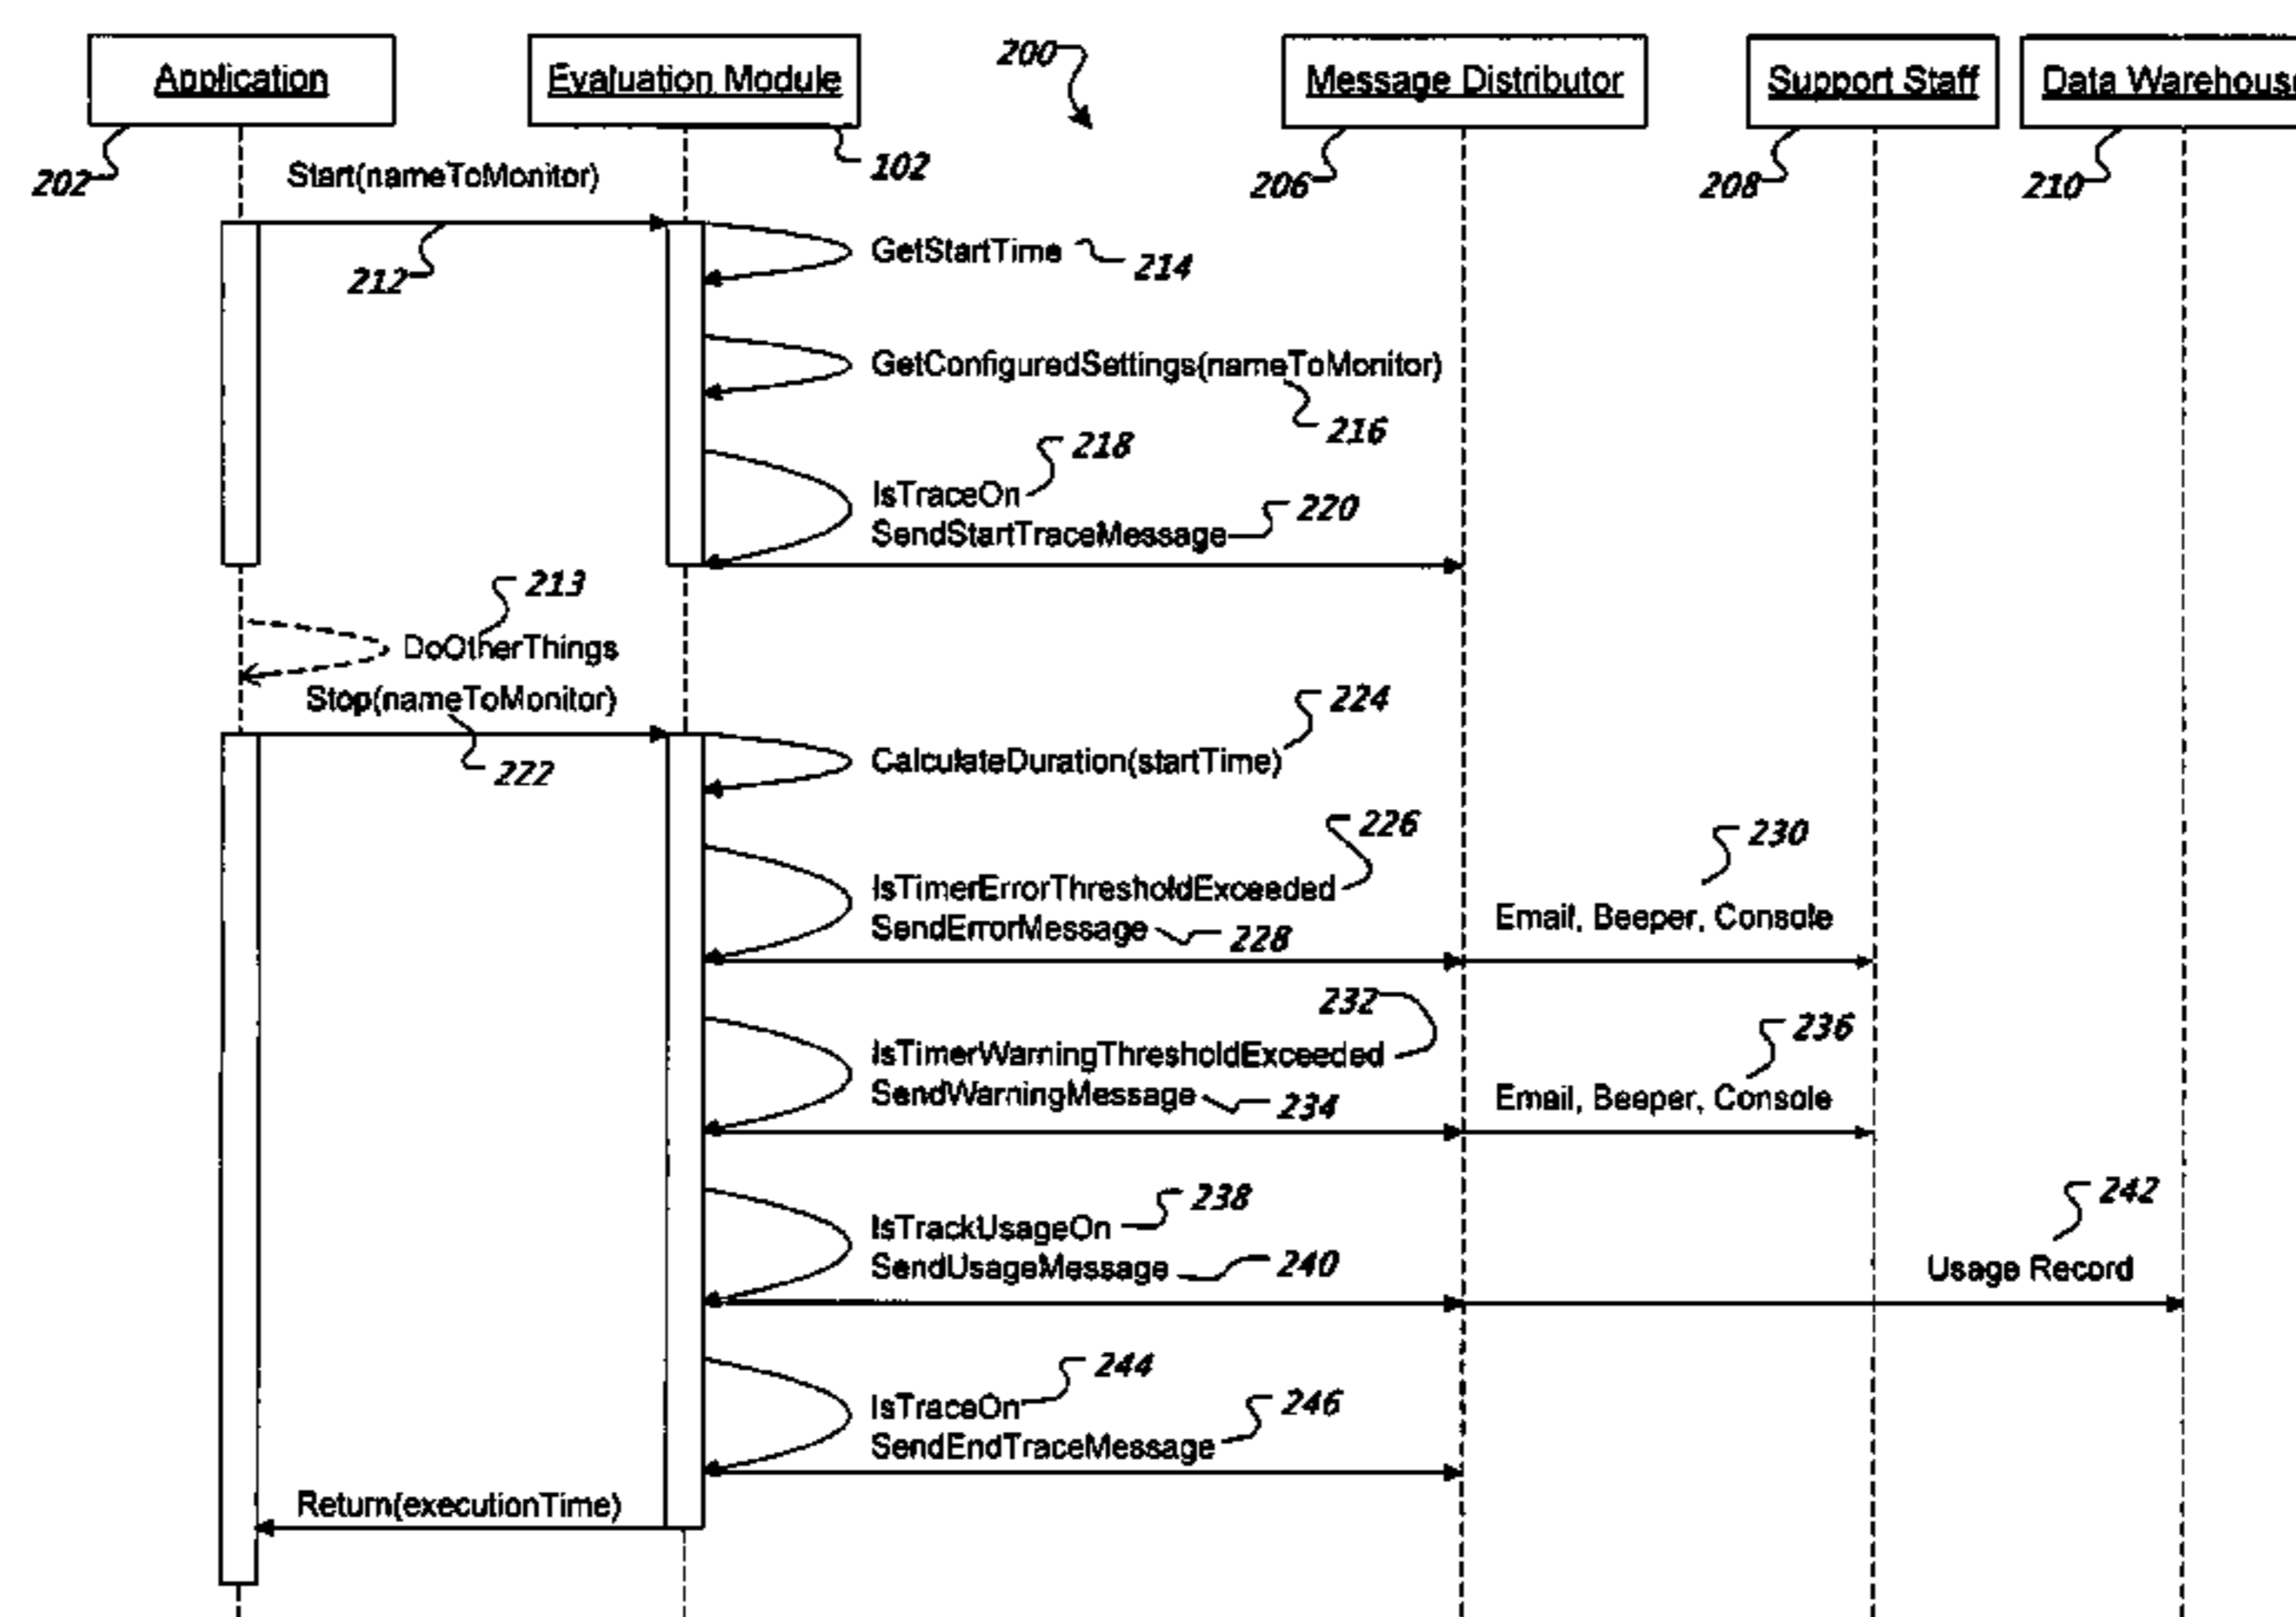 Application
Evaluation Module
200
Message Distributor
Support Staff
Data Warehouse
202
Start(nameToMonitor)
102
206
208
210
212
GetStartTime
214
GetConfiguredSettings(nameToMonitor)
216
218
IsTraceOn
SendStartTraceMessage
220
213
DoOtherThings
Stop(nameToMonitor)
222
224
CalculateDuration(startTime)
226
230
IsTimerErrorThresholdExceeded
SendErrorMessage
228
Email, Beeper, Console
232
236
IsTimerWarningThresholdExceeded
SendWarningMessage
234
Email, Beeper, Console
238
242
IsTrackUsageOn
SendUsageMessage
240
Usage Record
244
IsTraceOn
246
SendEndTraceMessage
Return(executionTime)